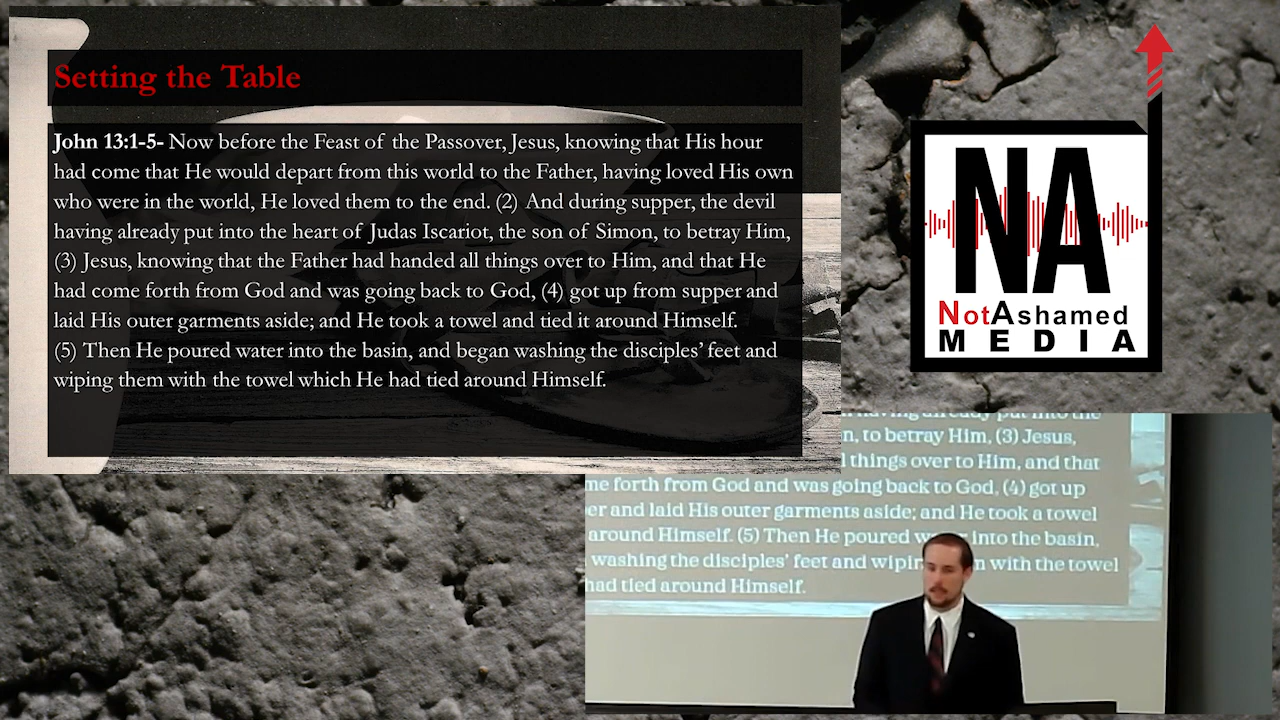 Setting the Table
John 13:1-5- Now before the Feast of the Passover, Jesus, knowing that His hour
had come that He would depart from this world to the Father, having loved His own
who were in the world, He loved them to the end. (2) And during supper, the devil
having already put into the heart of Judas Iscariot, the son of Simon, to betray Him,
(3) Jesus, knowing that the Father had handed all things over to Him, and that He
had come forth from God and was going back to God, (4) got up from supper and
laid His outer garments aside; and He took a towel and tied it around Himself.
(5) Then He poured water into the basin, and began washing the disciples’ feet and
wiping them with the towel which He had tied around Himself.
NA
NotAshamed
MEDIA
having already put into the
to betray Him, (3) Jesus,
things over to Him, and that
forth from God and was going back to God, (4) got up
and laid His outer garments aside; and He took a towel
around Himself. (5) Then He poured into the basin,
washing the disciples’ feet and with the towel
had tied around Himself.